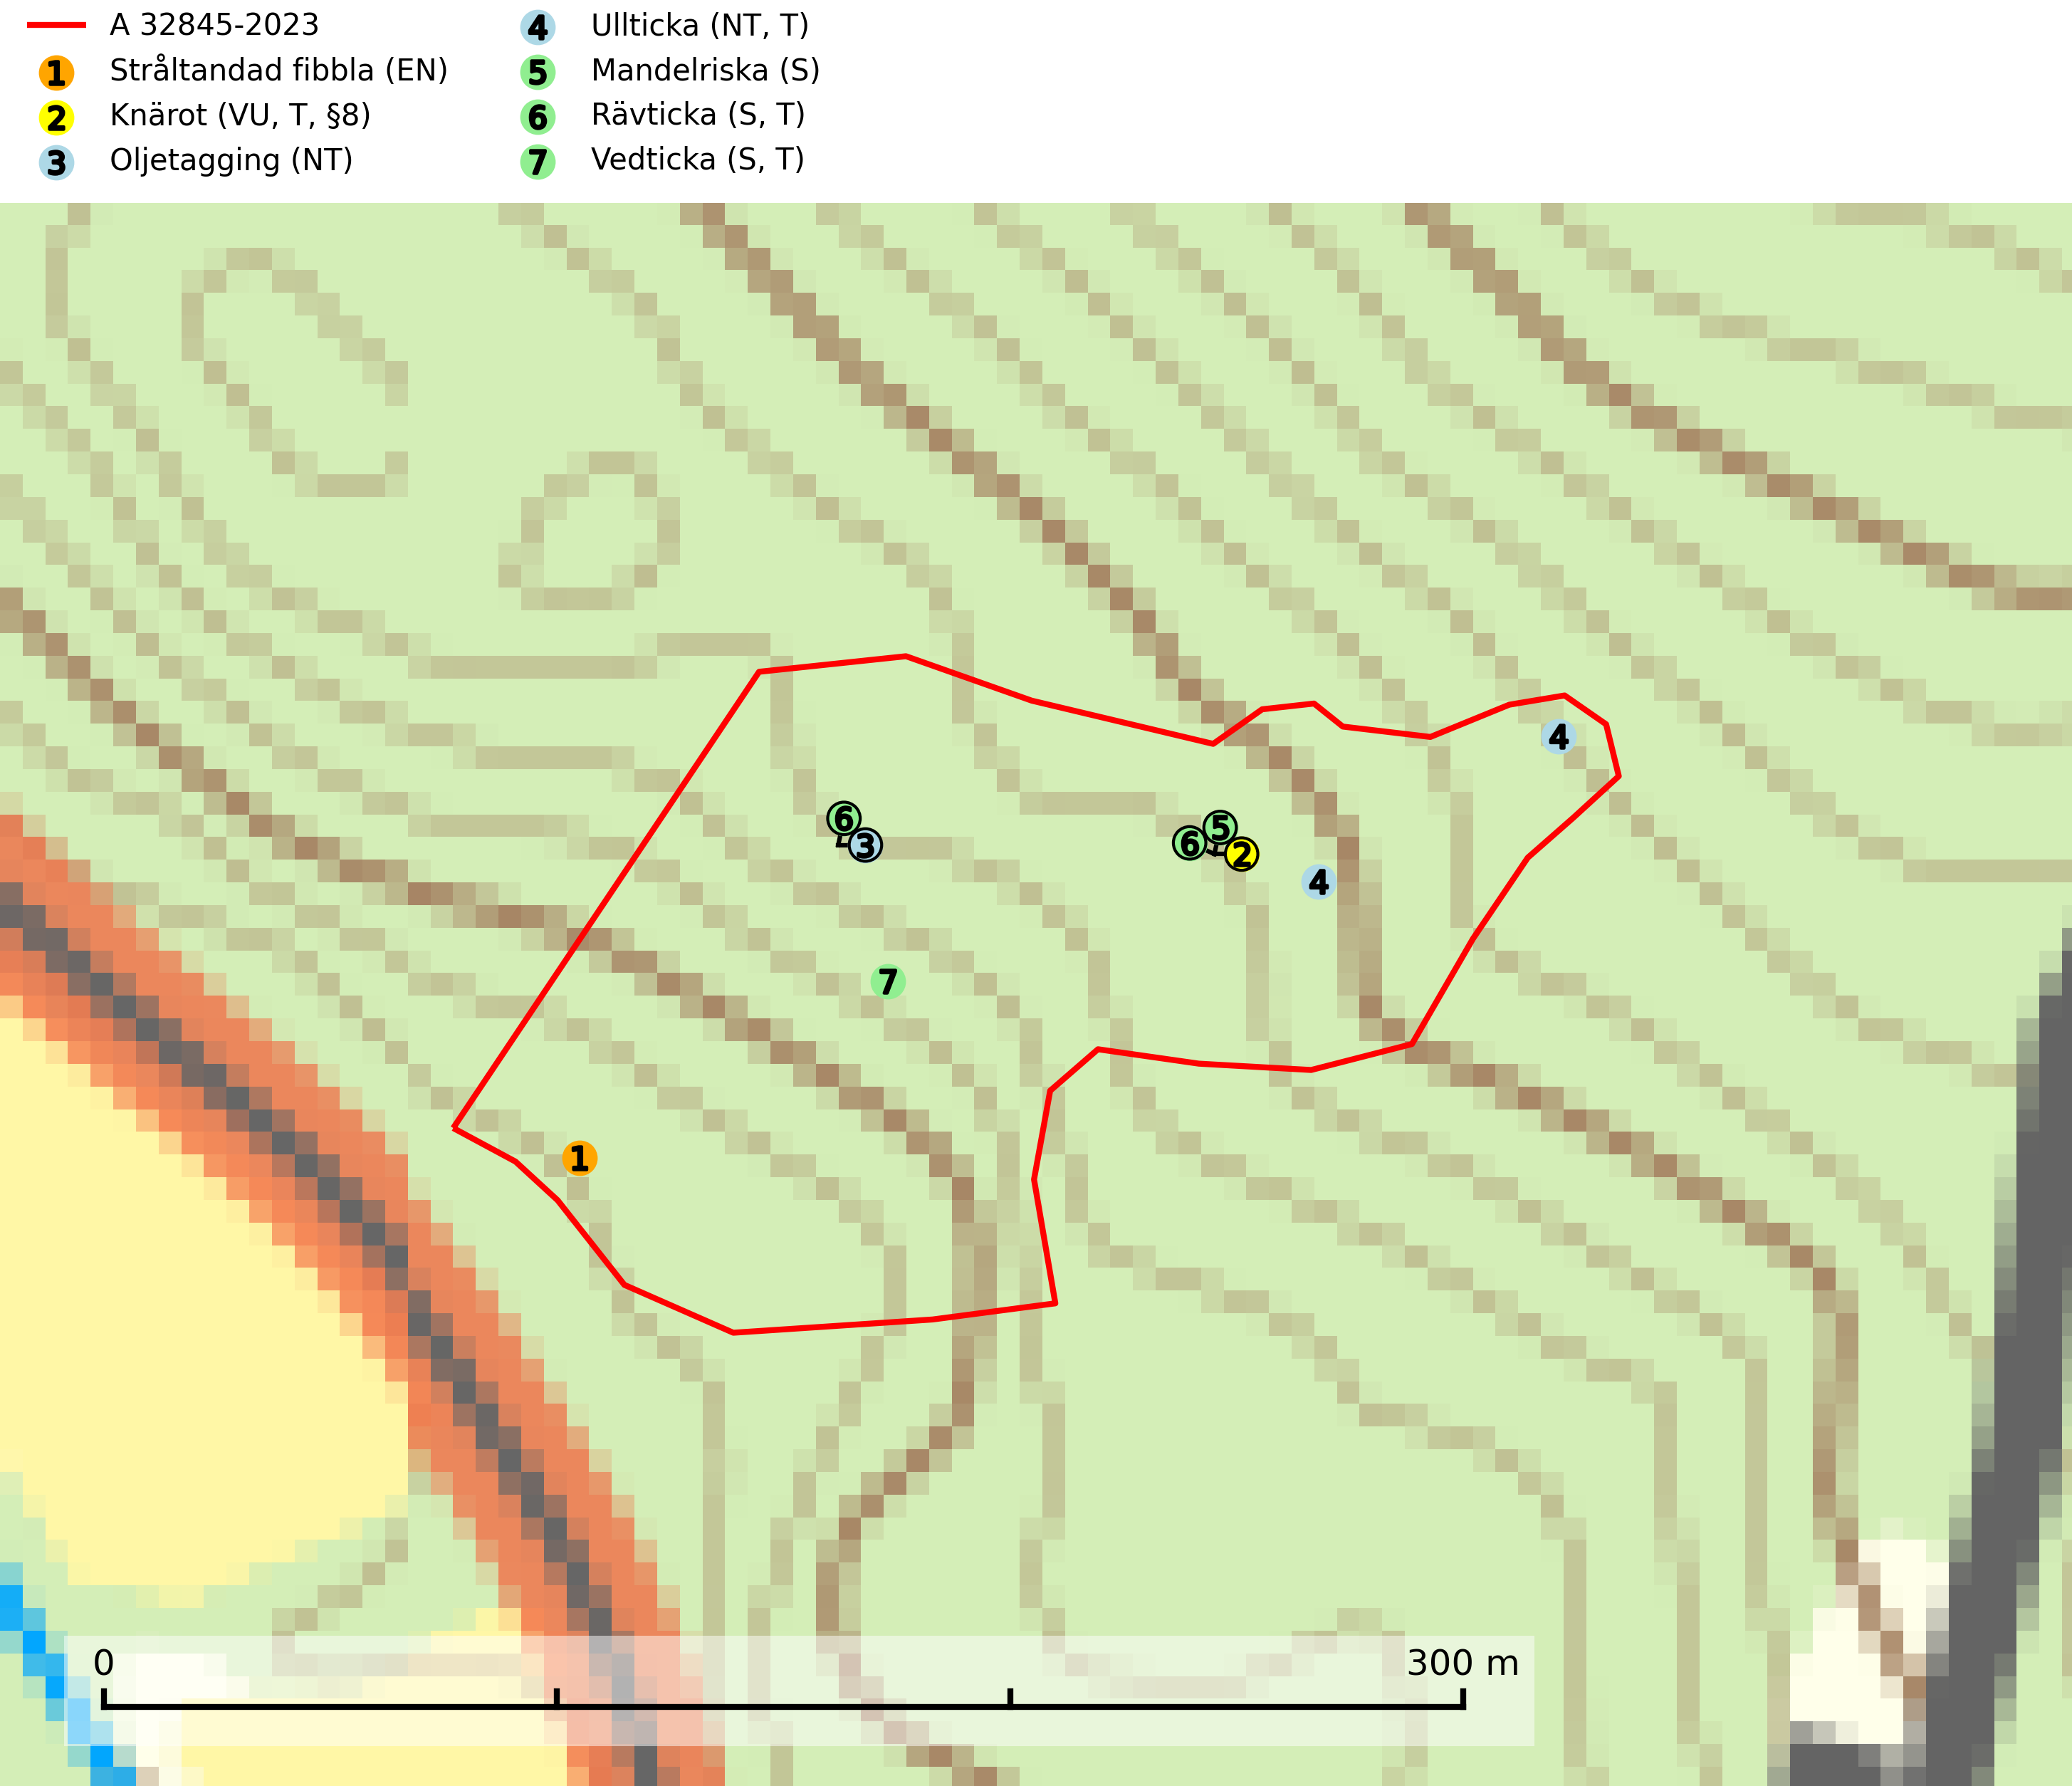 A 32845-2023
1 Stråltandad fibbla (EN)
2 Knärot (VU, T, §8)
3 Oljetagging (NT)
4 Ullticka (NT, T)
5 Mandelriska (S)
6 Rävticka (S, T)
7 Vedticka (S, T)
4
6
3
6
5
2
4
7
1
0
300 m